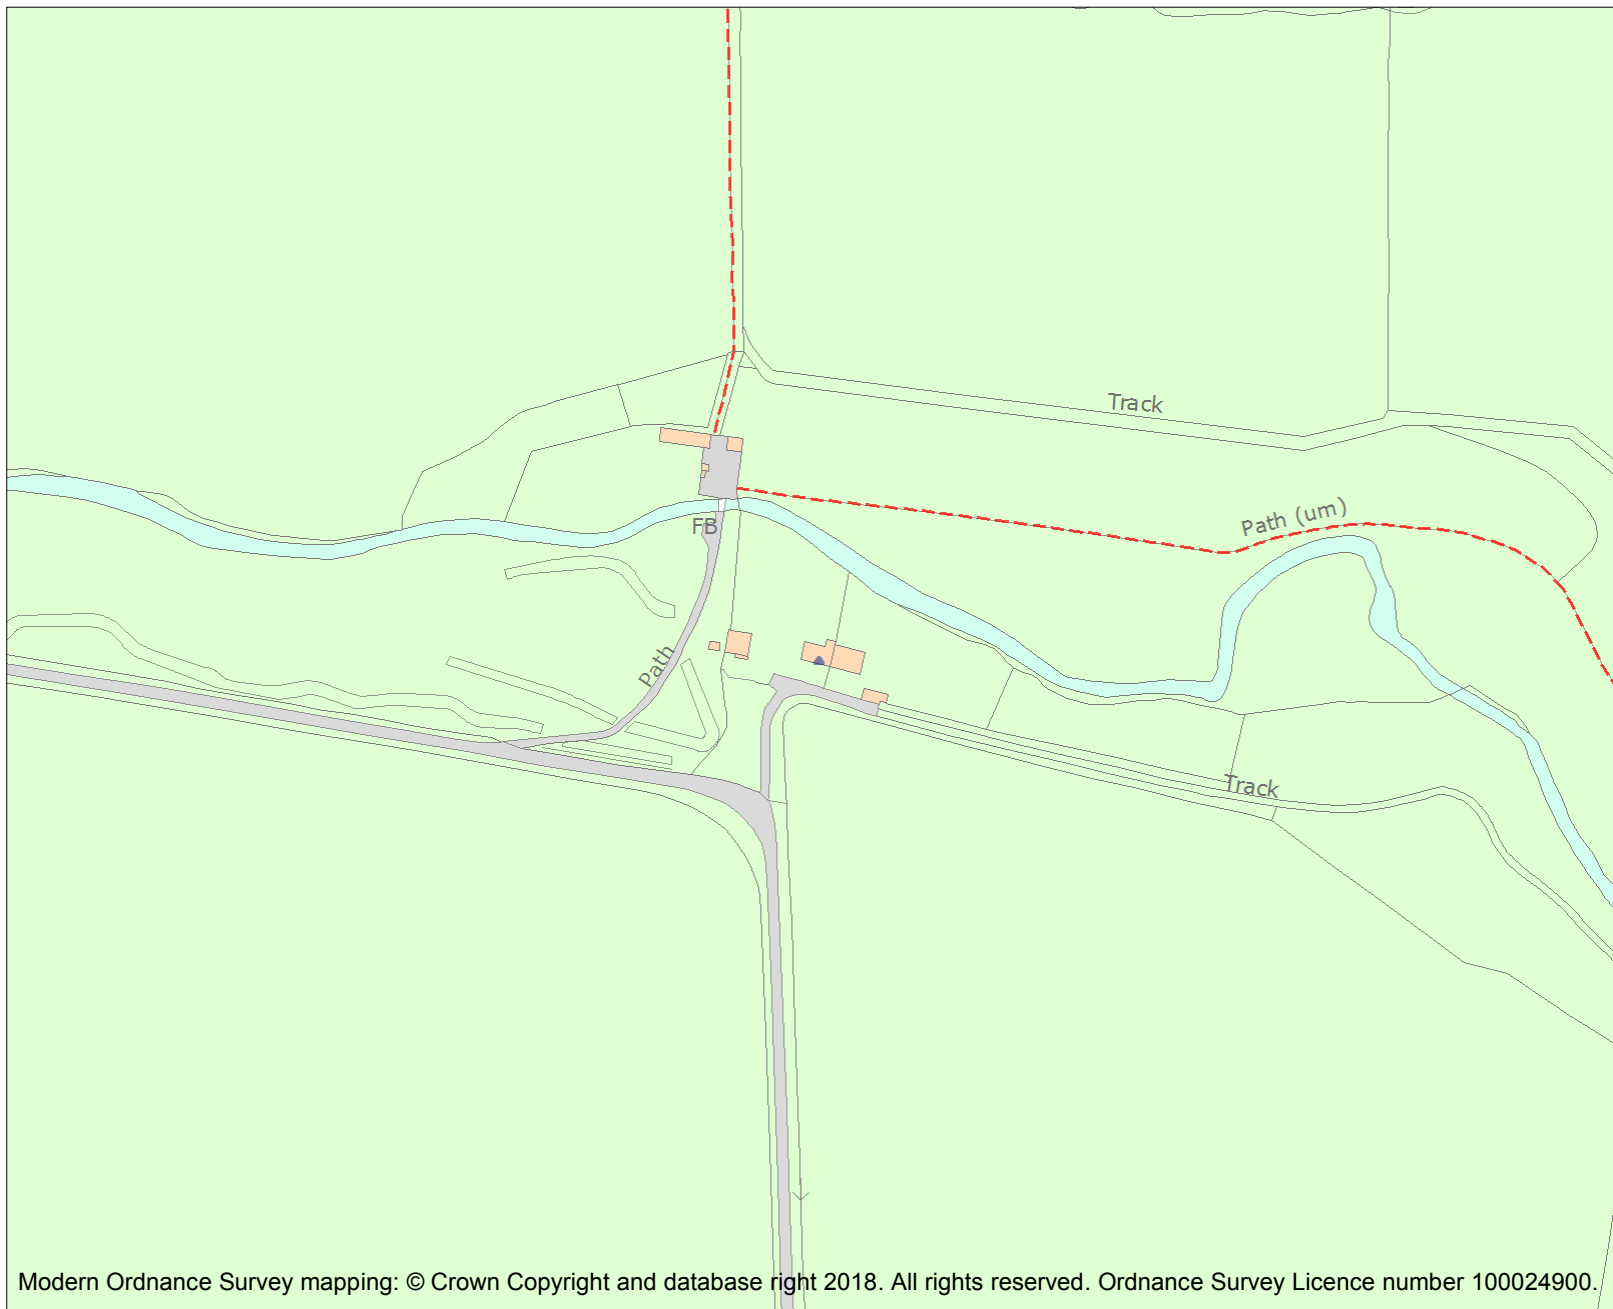 Track
Path (um)
FB
Path
Track
Modern Ordnance Survey mapping: © Crown Copyright and database right 2018. All rights reserved. Ordnance Survey Licence number 100024900.